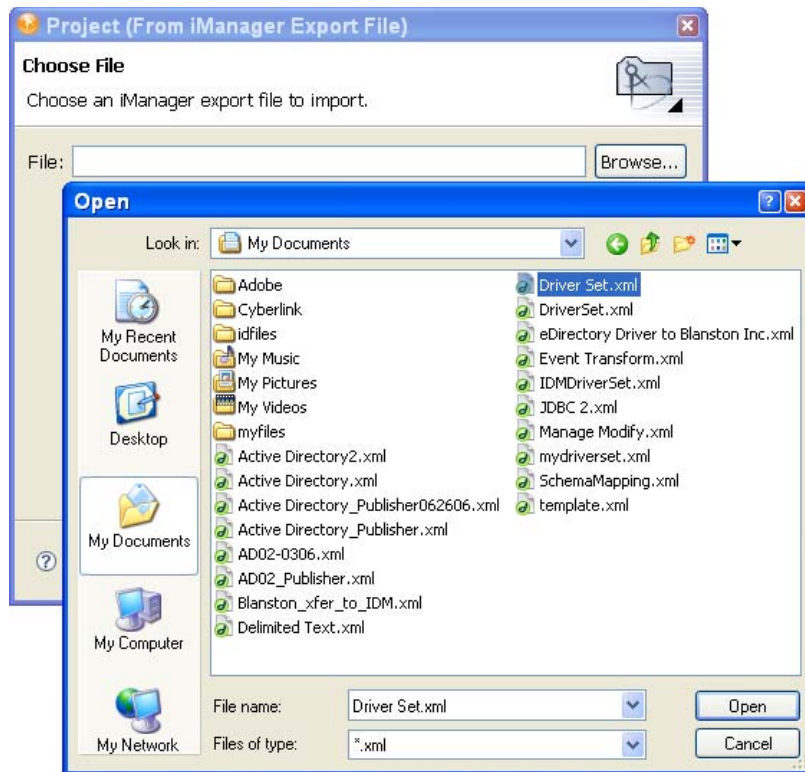 Project (From iManager Export File)
Choose File
Choose an iManager export file to import.
File:
Browse...
Open
Look in:
My Documents
My Recent
Documents
Desktop
My Documents
My Computer
My Network
Adobe
Cyberlink
idfiles
My Music
My Pictures
My Videos
myfiles
Active Directory2.xml
Active Directory.xml
Active Directory_Publisher062606.xml
Active Directory_Publisher.xml
AD02-0306.xml
AD02_Publisher.xml
Blanston_xfer_to_IDM.xml
Delimited Text.xml
Driver Set.xml
DriverSet.xml
eDirectory Driver to Blanston Inc.xml
Event Transform.xml
IDMDriverSet.xml
JDBC 2.xml
Manage Modify.xml
mydriverset.xml
SchemaMapping.xml
template.xml
File name:
Driver Set.xml
Open
Files of type:
*.xml
Cancel